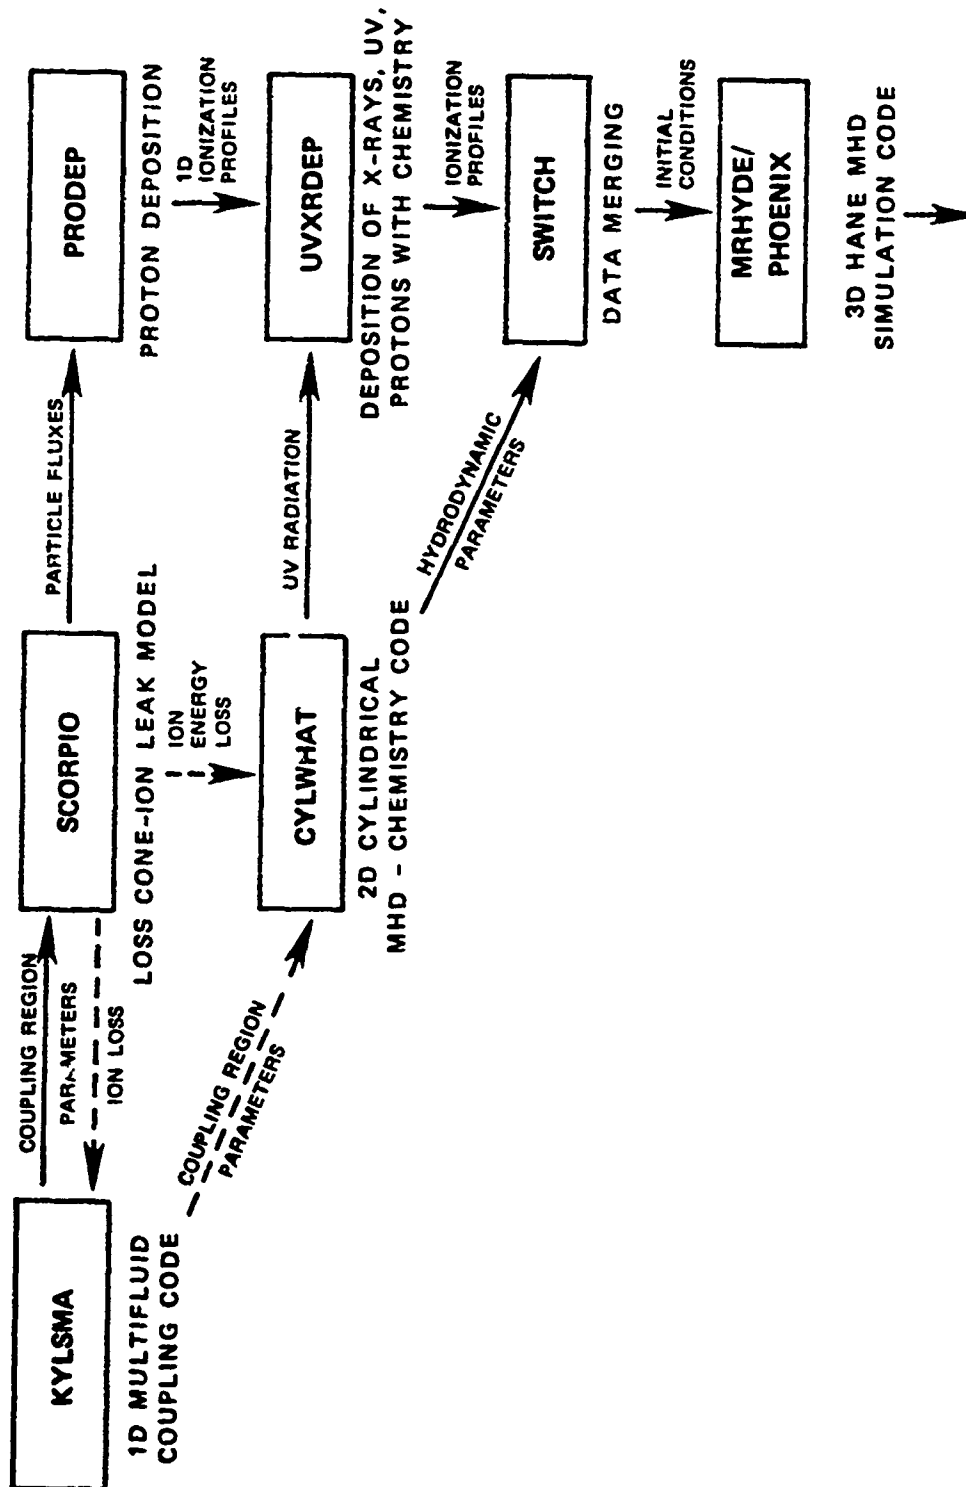 KYLSMA
1D MULTIFLUID
COUPLING CODE
COUPLING REGION
PARAMETERS
ION LOSS
COUPLING REGION
PARAMETERS
SCORPIO
LOSS CONE-ION LEAK MODEL
ION
ENERGY
LOSS
CYLWHAT
2D CYLINDRICAL
MHD - CHEMISTRY CODE
PARTICLE FLUXES
UV RADIATION
HYDRODYNAMIC
PARAMETERS
PRODEP
PROTON DEPOSITION
1D
IONIZATION
PROFILES
UVXRDEP
DEPOSITION OF X-RAYS, UV,
PROTONS WITH CHEMISTRY
IONIZATION
PROFILES
SWITCH
DATA MERGING
INITIAL
CONDITIONS
MRHYDE/
PHOENIX
3D HANE MHD
SIMULATION CODE